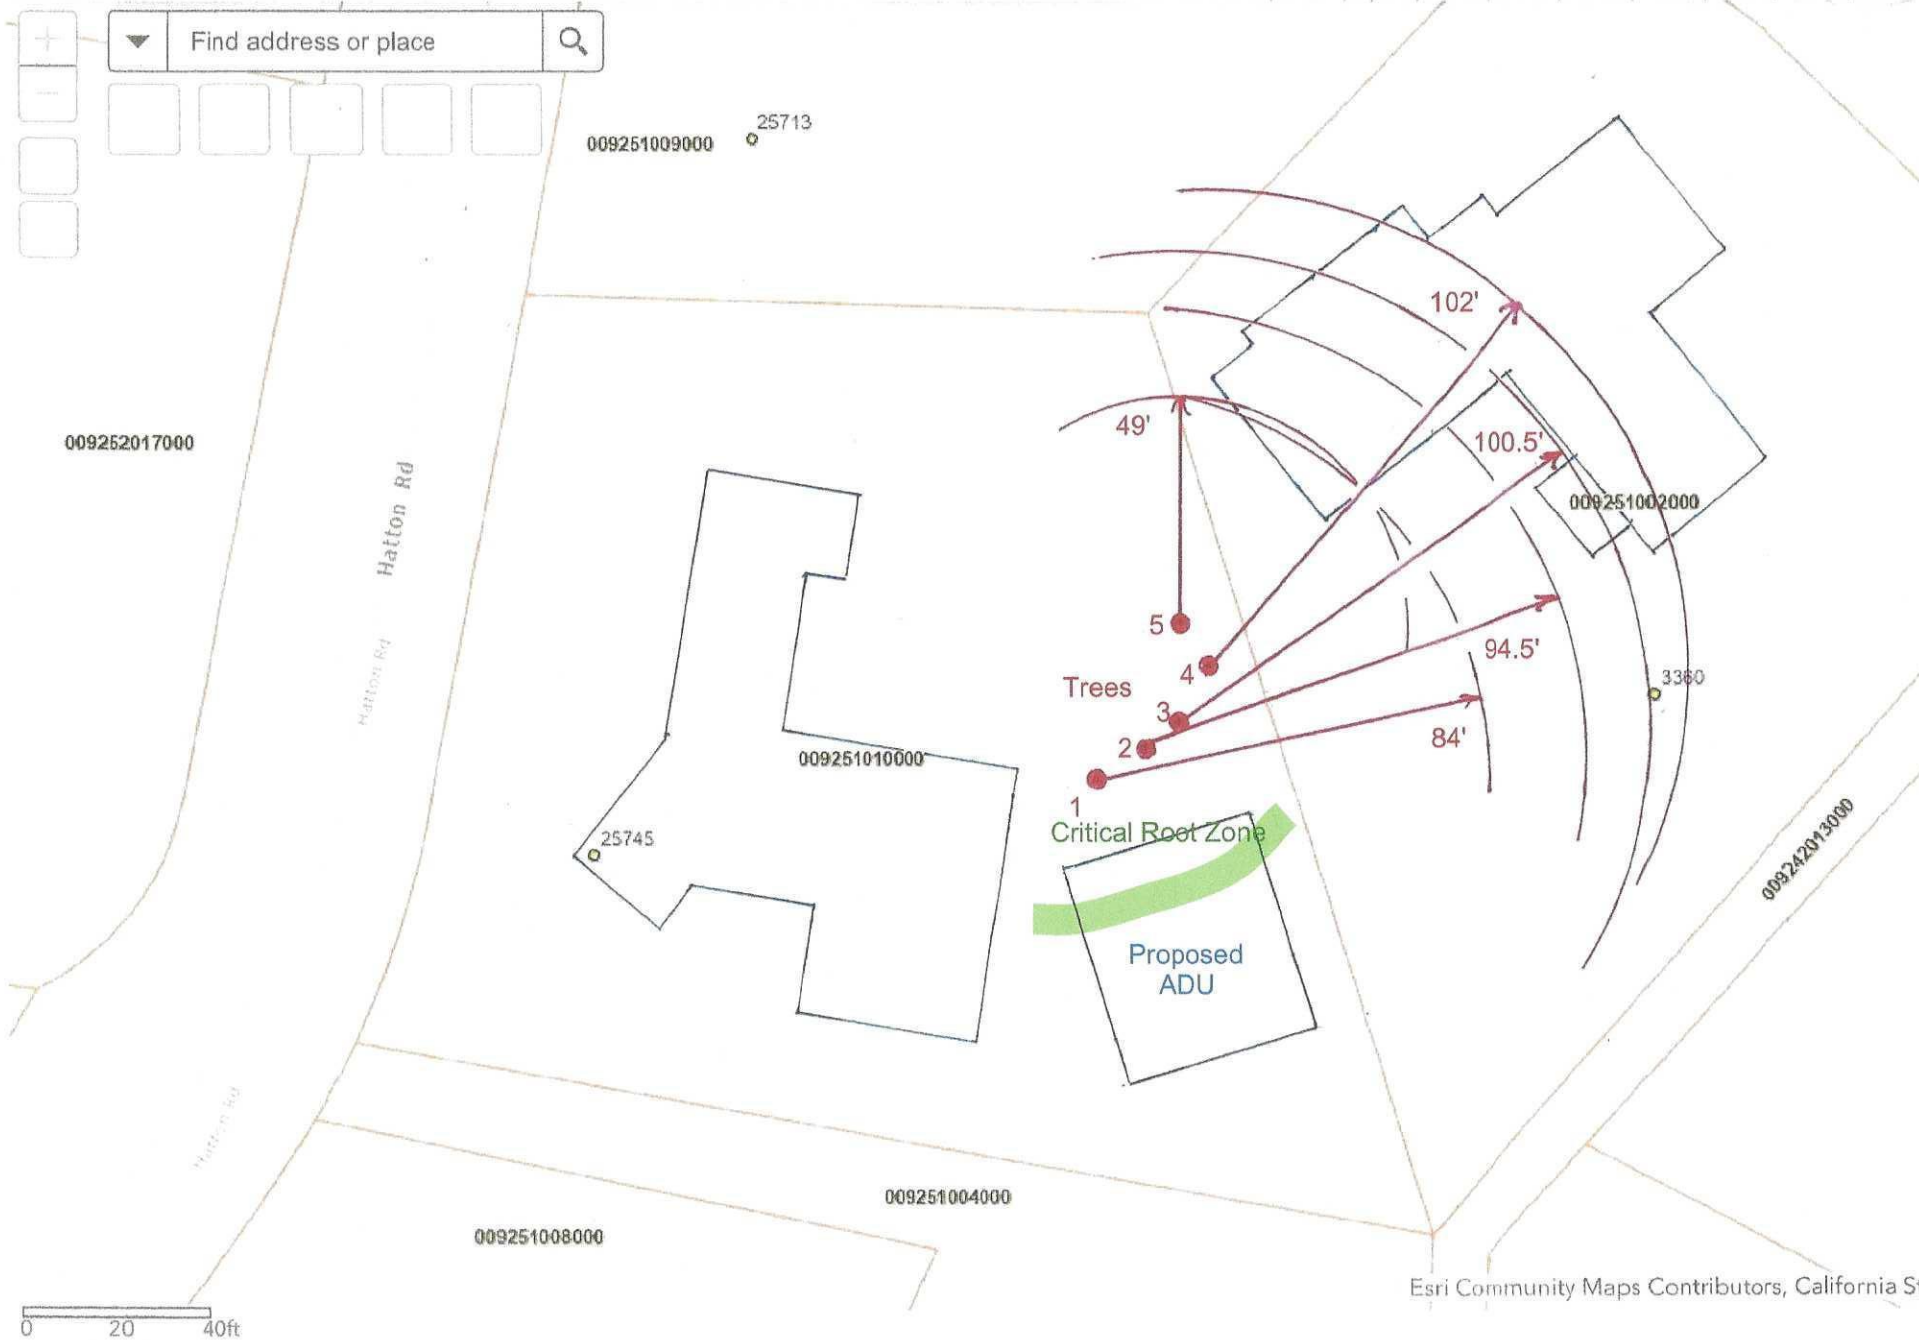 Find address or place
25713
009251009000
102'
49'
100.5'
009252017000
Hatton Rd
009251002000
5
94.5'
4
3360
Trees
Hatton Rd
3
2
84'
009251010000
1
Critical Root Zone
25745
009242013000
Proposed
ADU
Hatton Rd
009251004000
009251008000
Esri Community Maps Contributors, California
0 20 40ft